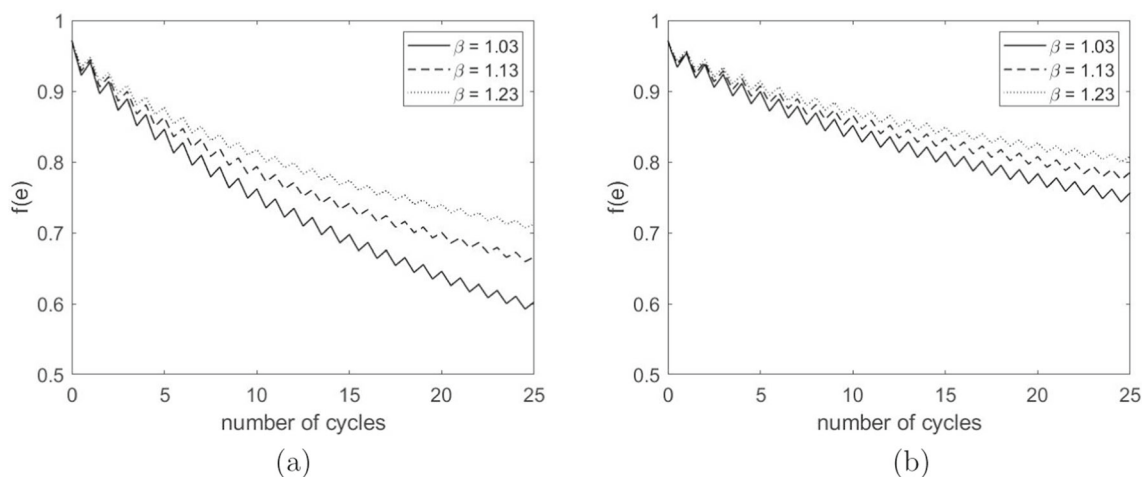 1
0.9
0.8
0.7
0.6
0.5
f(e)
0 5 10 15 20 25
number of cycles
β = 1.03
β = 1.13
β = 1.23
(a)
1
0.9
0.8
0.7
0.6
0.5
f(e)
0 5 10 15 20 25
number of cycles
β = 1.03
β = 1.13
β = 1.23
(b)